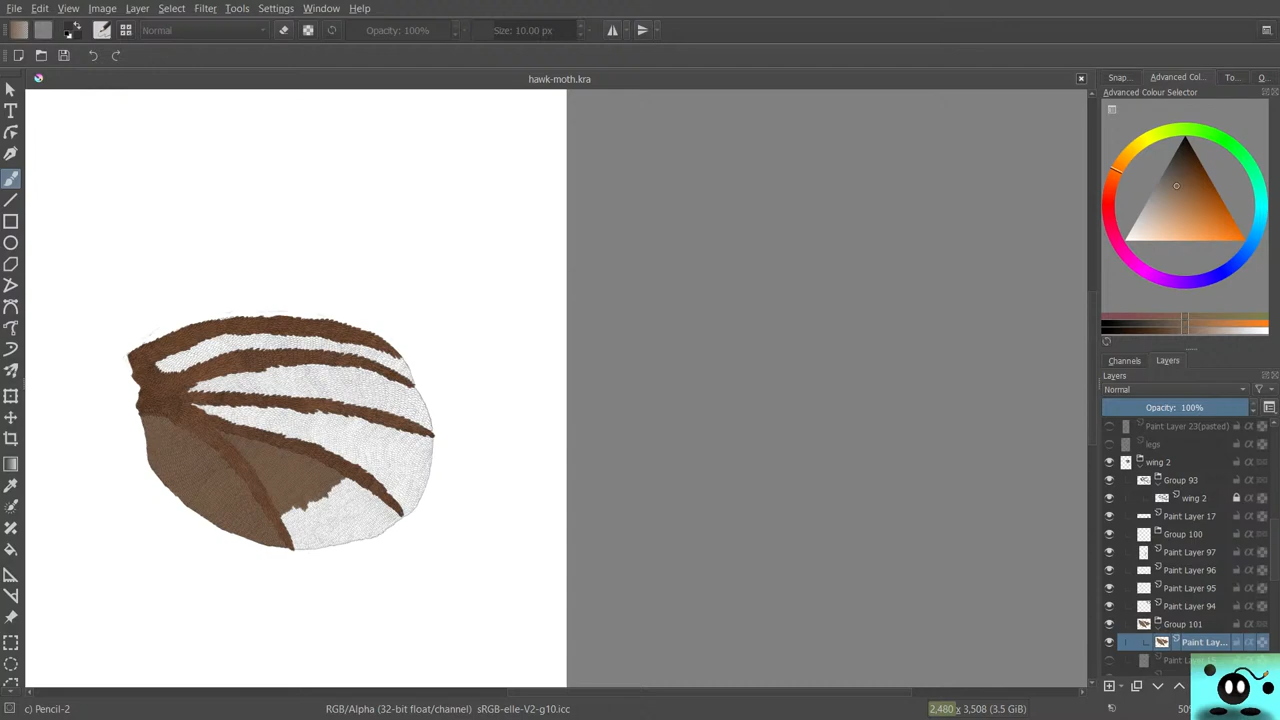 File Edit View Image Layer Select Filter Tools Settings Window Help
Normal Opacity: 100% Size: 10.00 px
hawk-moth.kra
Snap... Advanced Col... To... O...
Advanced Colour Selector
Channels Layers
Layers
Normal
Opacity: 100%
Paint Layer 23(pasted)
legs
wing 2
Group 93
wing 2
Paint Layer 17
Group 100
Paint Layer 97
Paint Layer 96
Paint Layer 95
Paint Layer 94
Group 101
Paint Lay...
c) Pencil-2 RGB/Alpha (32-bit float/channel) sRGB-elle-V2-g10.icc 2,480 x 3,508 (3.5 GiB)